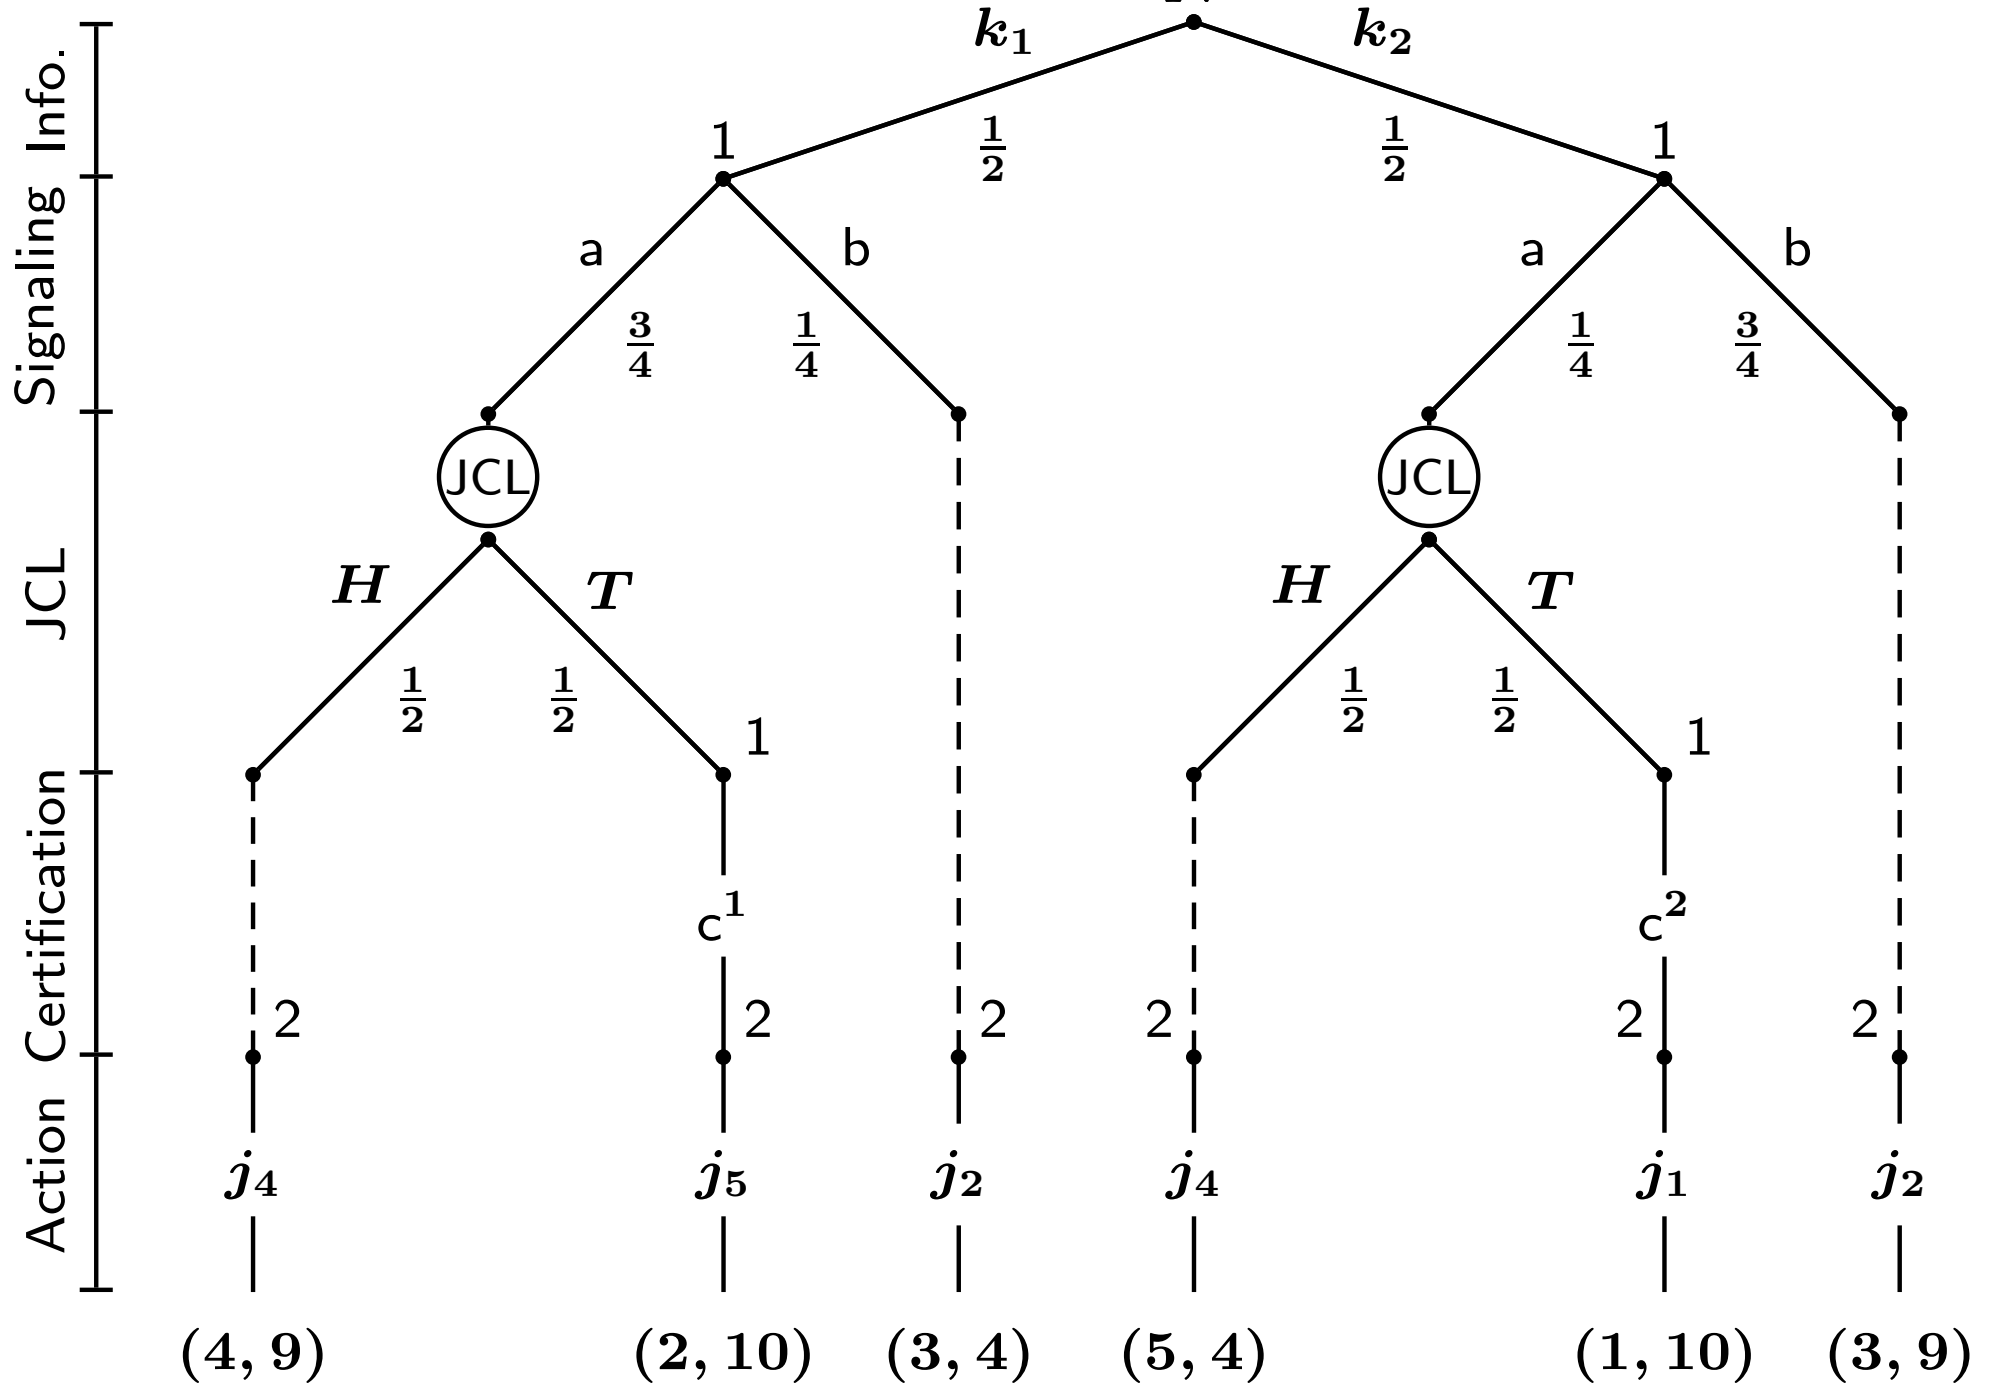 k1 k2
1 1
1/2 1/2
a b a b
3/4 1/4 1/4 3/4
JCL JCL
H T H T
1/2 1/2 1/2 1/2
1 1
c^1 c^2
2 2 2 2 2 2
j4 j5 j2 j4 j1 j2
(4, 9) (2, 10) (3, 4) (5, 4) (1, 10) (3, 9)
Info.
Signaling
JCL
Certification
Action